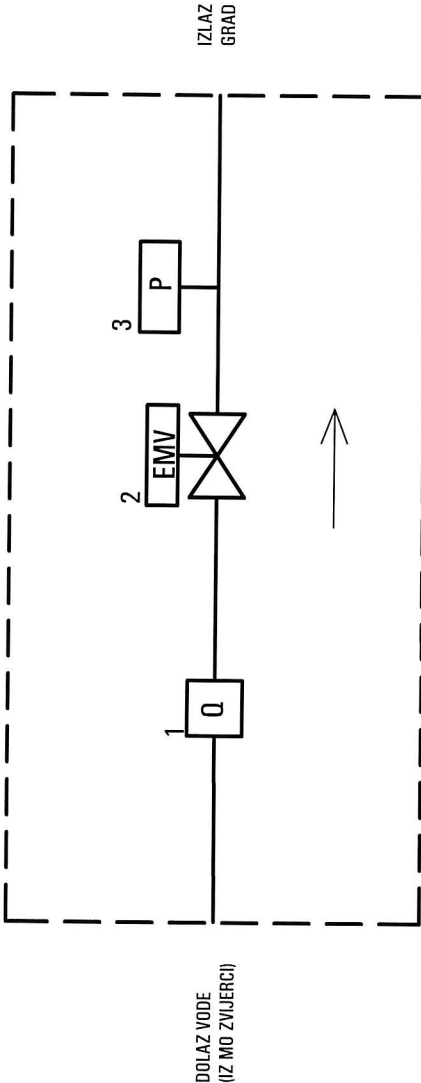 DOLAZ VODE
(IZ MO ZVIJERCI)
1
Q
2
EMV
3
P
IZLAZ
GRAD